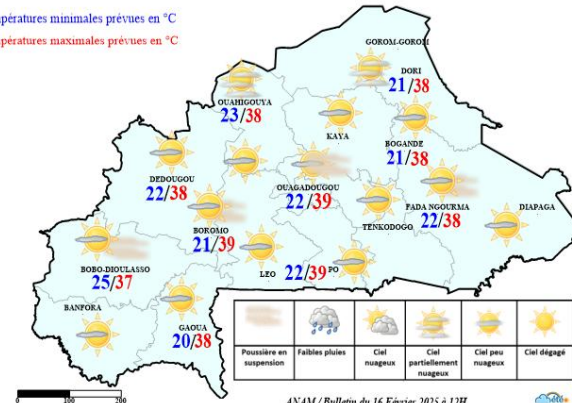 pératures minimales prévues en °C
pératures maximales prévues en °C
GOROM-GOROM
DORI
21/38
OUAHIGOUYA
23/38
KAYA
BOGANDE
21/38
DEDOUGOU
22/38
OUAGADOUGOU
22/39
FADA NGOURMA
22/38
DIAPAGA
TENKODOGO
BOROMO
21/39
BOBO-DIOULASSO
25/37
LEO
22/39
PO
BANFORA
GAOUA
20/38
Poussière en suspension
Faibles pluies
Ciel nuageux
Ciel partiellement nuageux
Ciel peu nuageux
Ciel dégagé
0 100 200
ANAM / Bulletin du 16 Février 2025 à 12H